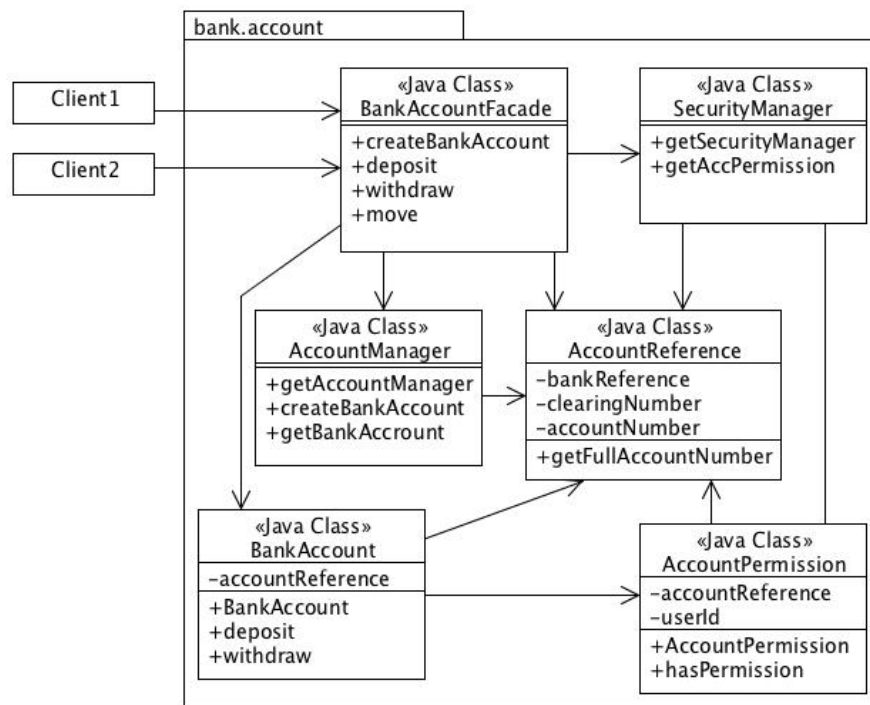 bank.account
Client1
Client2
«Java Class»
BankAccountFacade
+createBankAccount
+deposit
+withdraw
+move
«Java Class»
SecurityManager
+getSecurityManager
+getAccPermission
«Java Class»
AccountManager
+getAccountManager
+createBankAccount
+getBankAccrount
«Java Class»
AccountReference
-bankReference
-clearingNumber
-accountNumber
+getFullAccountNumber
«Java Class»
BankAccount
-accountReference
+BankAccount
+deposit
+withdraw
«Java Class»
AccountPermission
-accountReference
-userId
+AccountPermission
+hasPermission